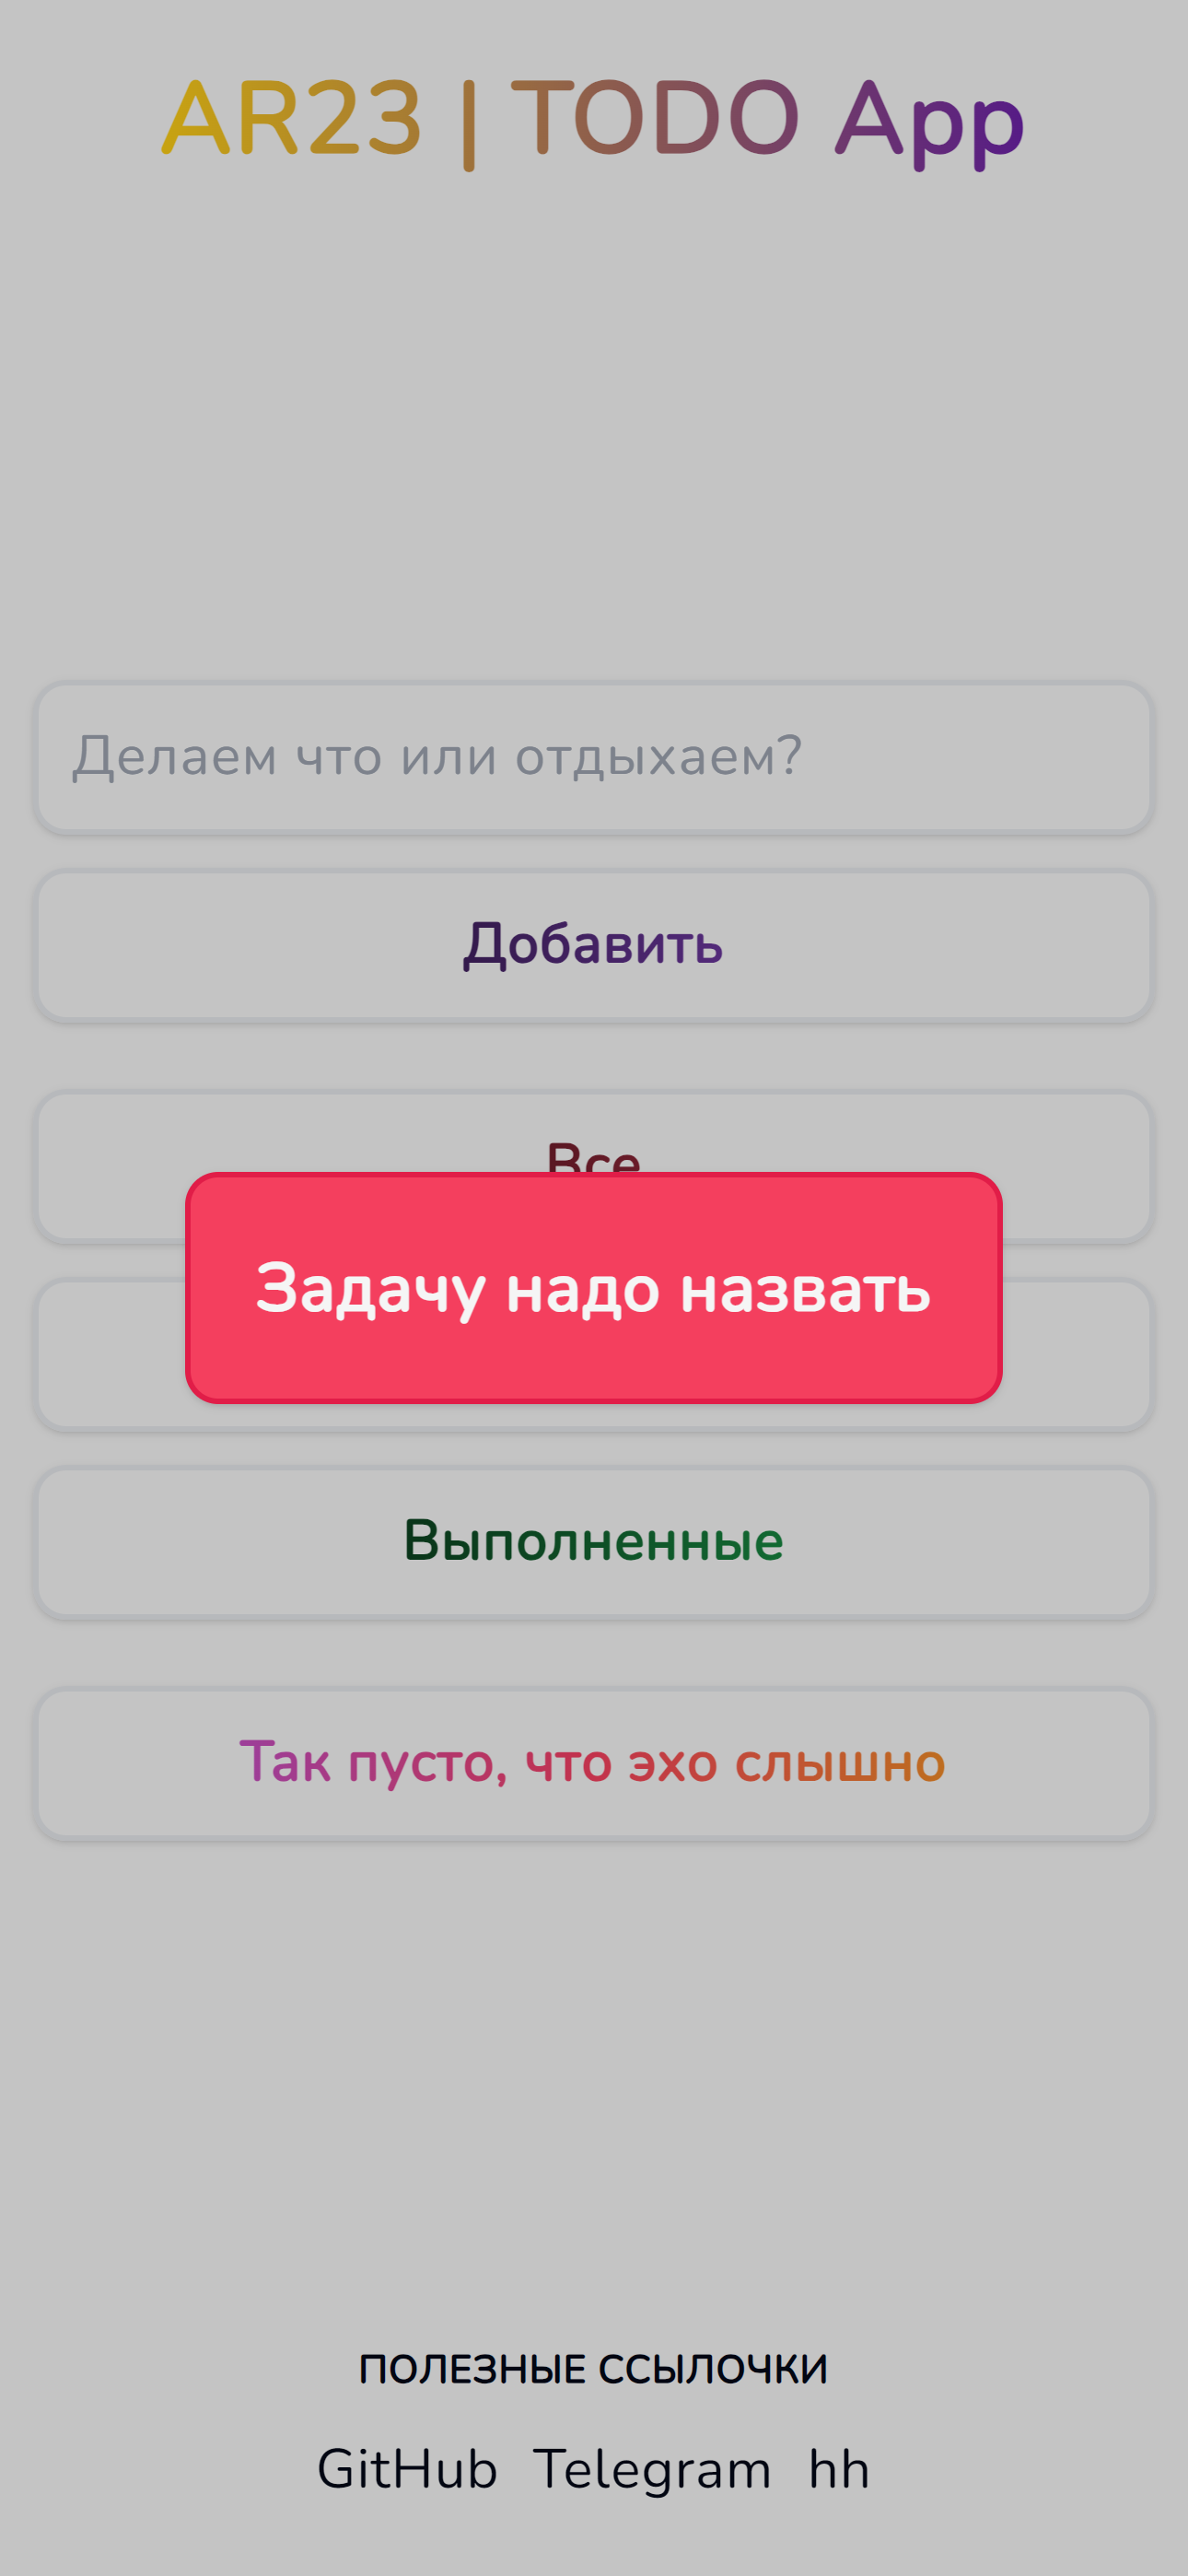 AR23 | TODO App
Делаем что или отдыхаем?
Добавить
Все
Задачу надо назвать
Выполненные
Так пусто, что эхо слышно
ПОЛЕЗНЫЕ ССЫЛОЧКИ
GitHub Telegram hh